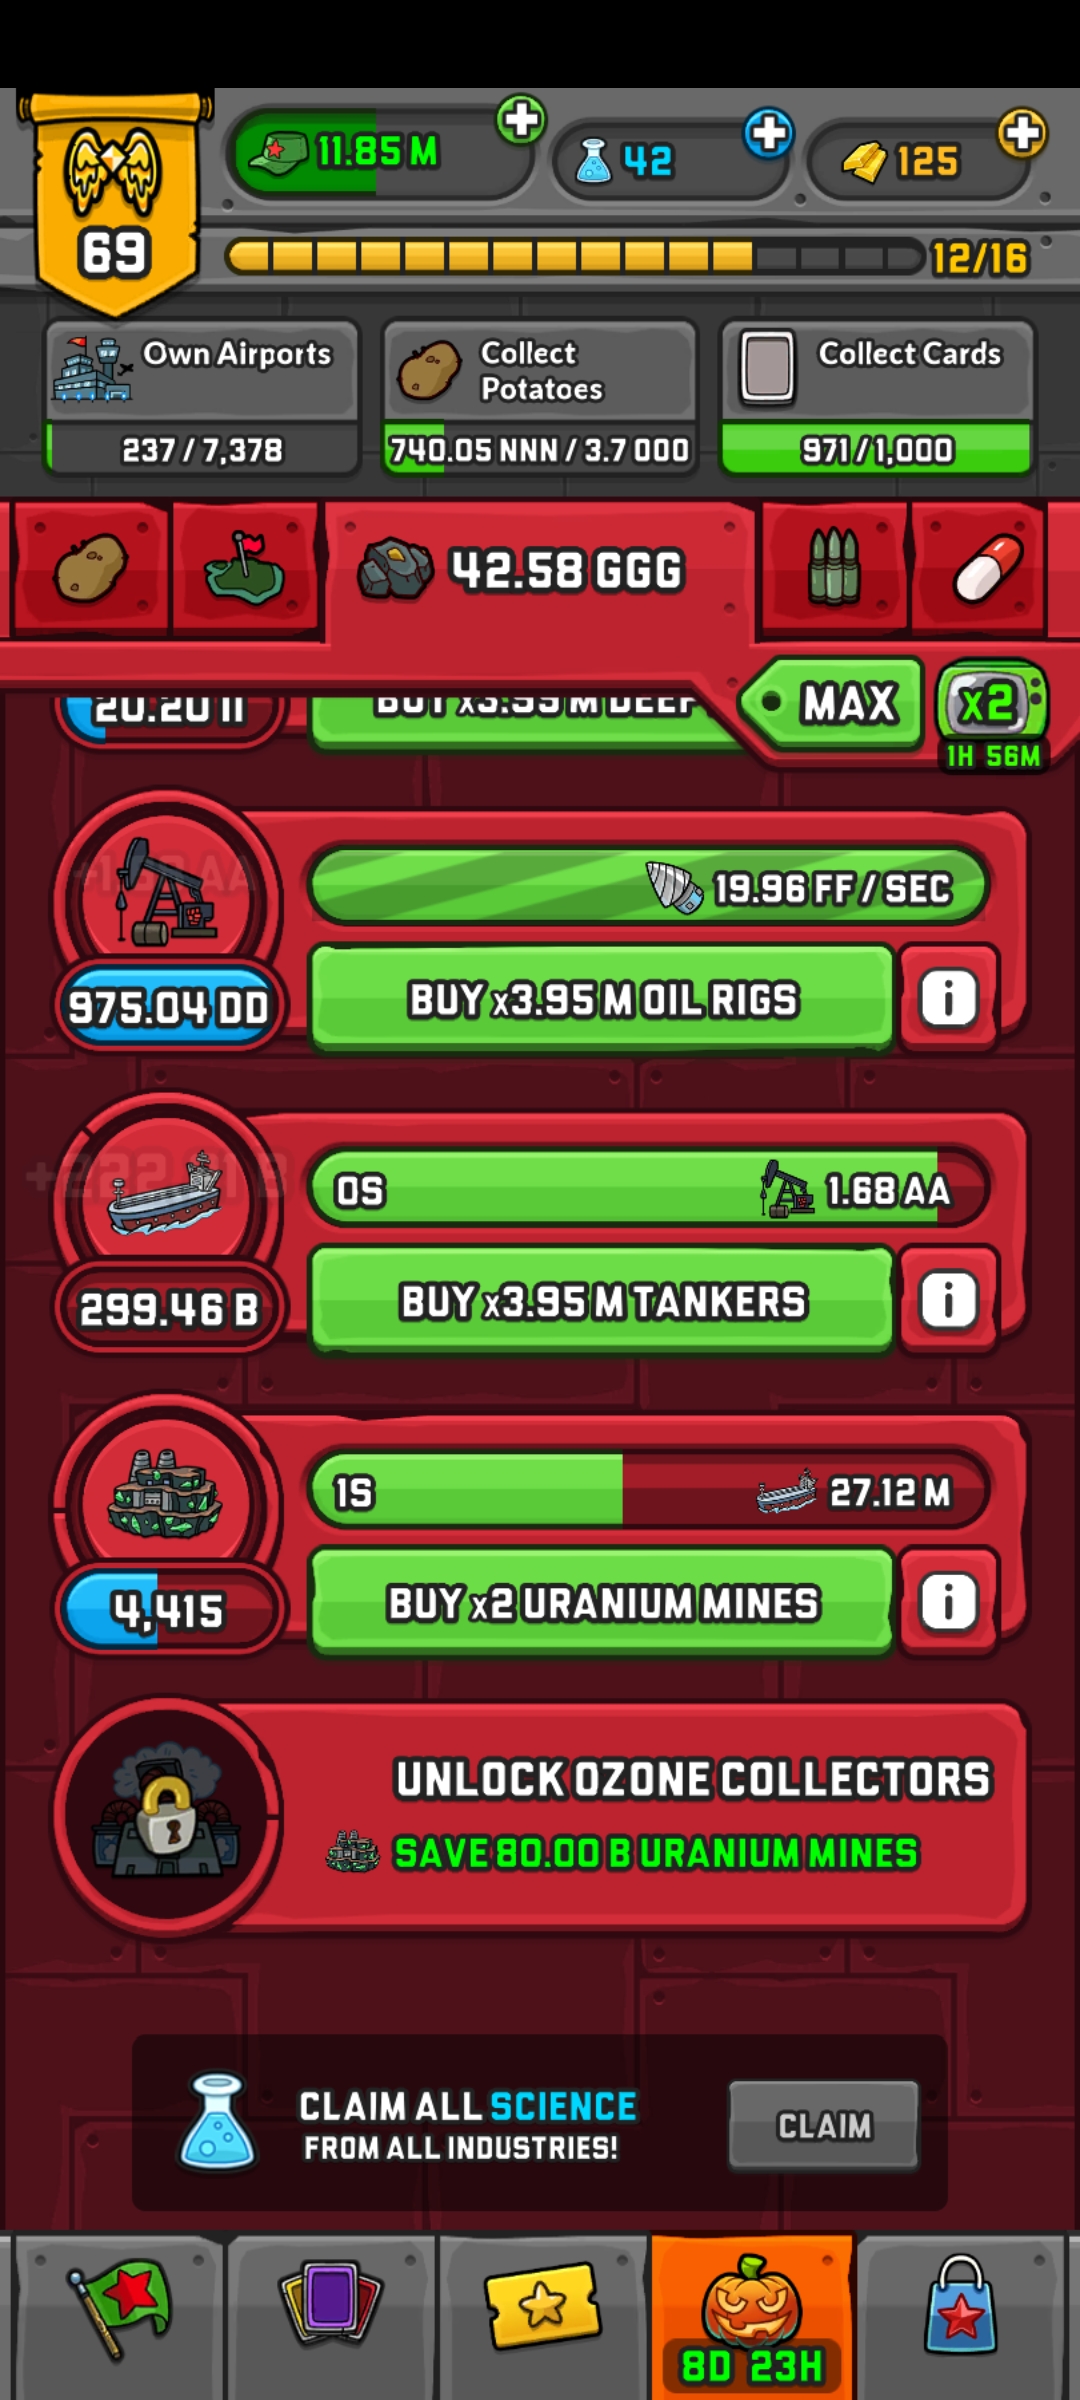 11.85 M
42
125
69
12/16
Own Airports
237 / 7,378
Collect
Potatoes
740.05 NNN / 3.7 OOO
Collect Cards
971 / 1,000
42.58 GGG
MAX
x2
1H 56M
19.96 FF / SEC
975.04 DD
BUY x3.95 M OIL RIGS
i
0S
1.68 AA
299.46 B
BUY x3.95 M TANKERS
i
1S
27.12 M
4,415
BUY x2 URANIUM MINES
i
UNLOCK OZONE COLLECTORS
SAVE 80.00 B URANIUM MINES
CLAIM ALL SCIENCE
FROM ALL INDUSTRIES!
CLAIM
8D 23H